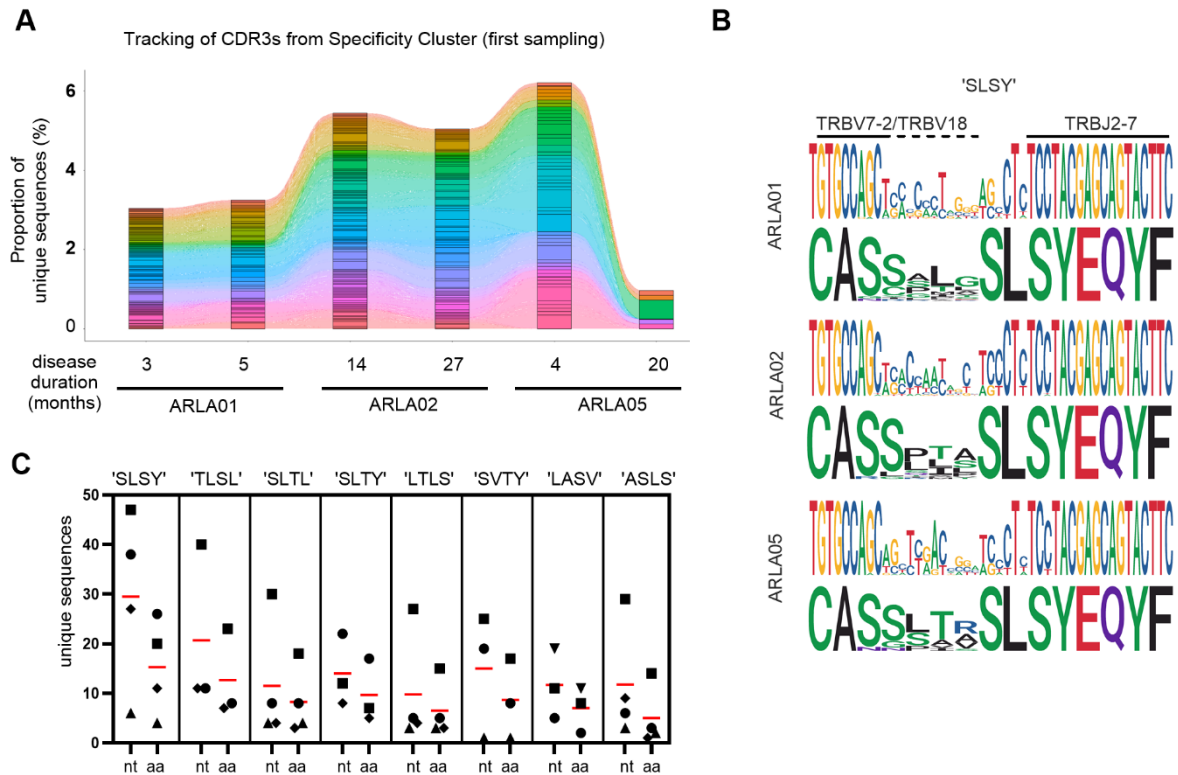 A
Tracking of CDR3s from Specificity Cluster (first sampling)
Proportion of
unique sequences (%)
6
4
2
0
disease
duration
(months)
3 5 14 27 4 20
ARLA01 ARLA02 ARLA05
B
'SLSY'
TRBV7-2/TRBV18 TRBJ2-7
ARLA01
CASS SLSYEQYF
ARLA02
CASS SLSYEQYF
ARLA05
CASS SLSYEQYF
C
'SLSY' 'TLSL' 'SLTL' 'SLTY' 'LTLS' 'SVTY' 'LASV' 'ASLS'
unique sequences
50
40
30
20
10
0
nt aa nt aa nt aa nt aa nt aa nt aa nt aa nt aa